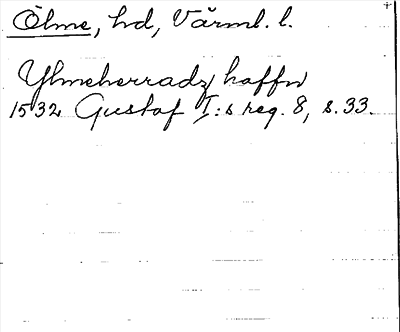 Ölme, hd, Värml. l.
Ylmeherradz haffn
1532 Gustaf I:s reg. 8, s. 33.